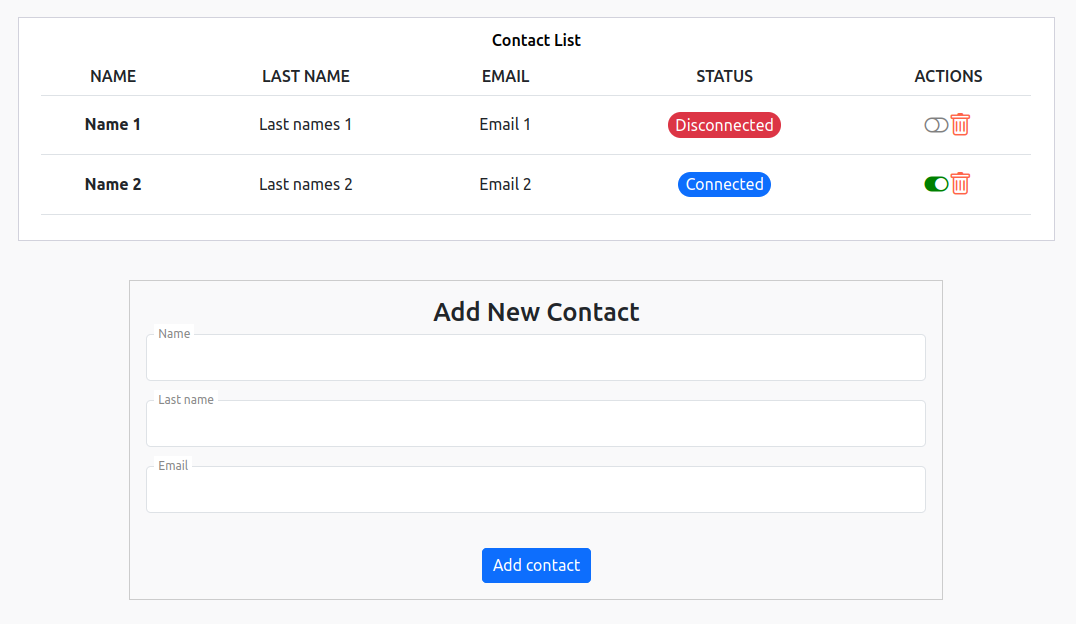 Contact List
NAME LAST NAME EMAIL STATUS ACTIONS
Name 1 Last names 1 Email 1 Disconnected
Name 2 Last names 2 Email 2 Connected
Add New Contact
Name
Last name
Email
Add contact